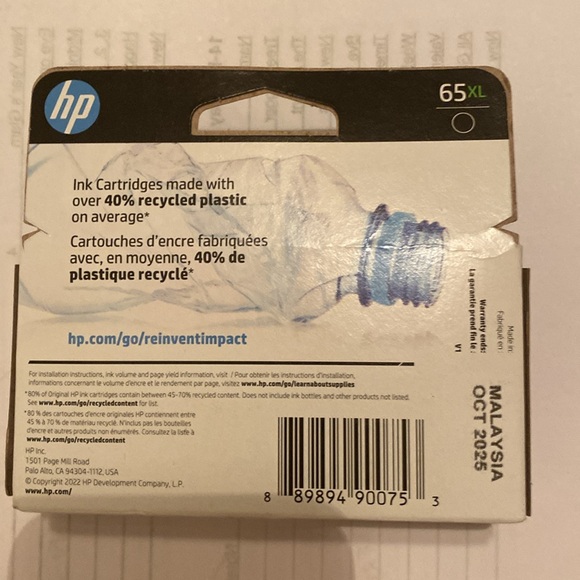 hp
65XL
Ink Cartridges made with
over 40% recycled plastic
on average*
Cartouches d'encre fabriquées
avec, en moyenne, 40% de
plastique recyclé*
hp.com/go/reinventimpact
For installation instructions, ink volume and page yield information, visit / Pour obtenir les instructions d'installation,
informations concernant le volume d'encre et le rendement par page, visitez www.hp.com/go/learnaboutsupplies
*80% of Original HP ink cartridges contain between 45-70% recycled content. Does not include ink bottles and other products not listed.
See www.hp.com/go/recycledcontent for list.
*80 % des cartouches d'encre originales HP contiennent entre
45 % à 70 % de matériau recyclé. N'inclus pas les bouteilles
d'encre et autres produits non énumérés. Consultez la liste à
www.hp.com/go/recycledcontent
HP Inc.
1501 Page Mill Road
Palo Alto, CA 94304-1112, USA
© Copyright 2022 HP Development Company, L.P.
www.hp.com/
8 89894 90075 3
Made in:
Fabriqué en:
Warranty ends:
La garantie prend fin le :
V1
MALAYSIA
OCT 2025